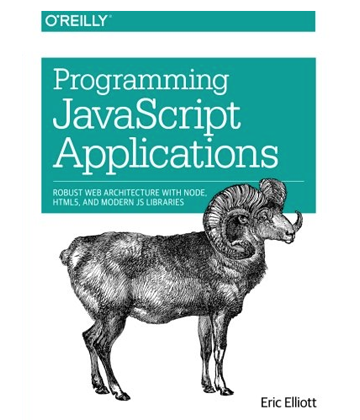 O'REILLY®
Programming
JavaScript
Applications
ROBUST WEB ARCHITECTURE WITH NODE,
HTML5, AND MODERN JS LIBRARIES
Eric Elliott